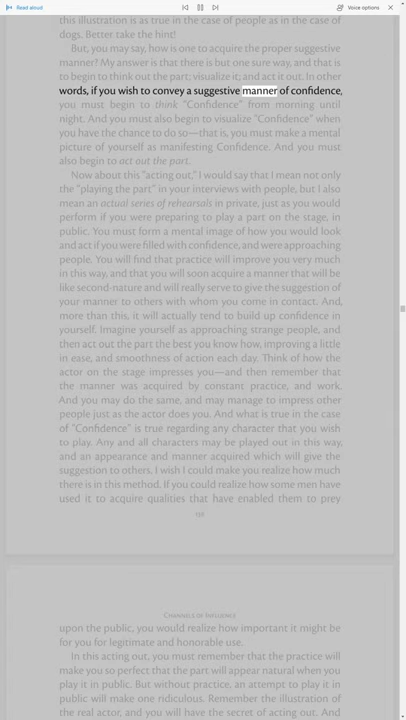 Read aloud
Voice options
this illustration is as true in the case of people as in the case of
dogs. Better take the hint!
But, you may say, how is one to acquire the proper suggestive
manner? My answer is that there is but one sure way, and that is
to begin to think out the part; visualize it; and act it out. In other
words, if you wish to convey a suggestive manner of confidence,
you must begin to think “Confidence” from morning until
night. And you must also begin to visualize “Confidence” when
you have the chance to do so—that is, you must make a mental
picture of yourself as manifesting Confidence. And you must
also begin to act out the part.
Now about this “acting out,” I would say that I mean not only
the “playing the part” in your interviews with people, but I also
mean an actual series of rehearsals in private, just as you would
perform if you were preparing to play a part on the stage, in
public. You must form a mental image of how you would look
and act if you were filled with confidence, and were approaching
people. You will find that practice will improve you very much
in this way, and that you will soon acquire a manner that will be
like second-nature and will really serve to give the suggestion of
your manner to others with whom you come in contact. And,
more than this, it will actually tend to build up confidence in
yourself. Imagine yourself as approaching strange people, and
then act out the part the best you know how, improving a little
in ease, and smoothness of action each day. Think of how the
actor on the stage impresses you—and then remember that
the manner was acquired by constant practice, and work.
And you may do the same, and may manage to impress other
people just as the actor does you. And what is true in the case
of “Confidence” is true regarding any character that you wish
to play. Any and all characters may be played out in this way,
and an appearance and manner acquired which will give the
suggestion to others. I wish I could make you realize how much
there is in this method. If you could realize how some men have
used it to acquire qualities that have enabled them to prey
Channels of Influence
upon the public, you would realize how important it might be
for you for legitimate and honorable use.
In this acting out, you must remember that the practice will
make you so perfect that the part will appear natural when you
play it in public. But without practice, an attempt to play it in
public will make one ridiculous. Remember the illustration of
the real actor, and you will have the secret of acting out. And